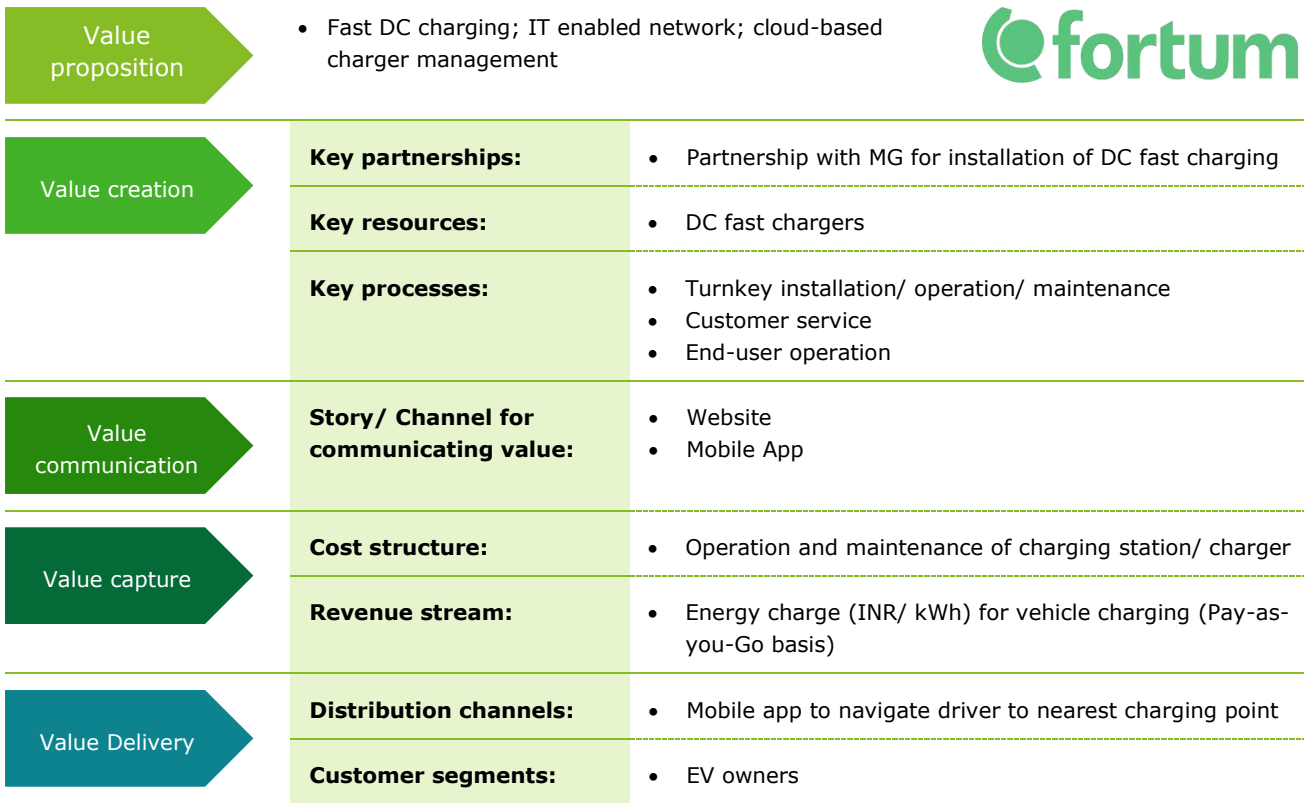 Value
proposition
• Fast DC charging; IT enabled network; cloud-based
charger management
fortum
Value creation
Key partnerships:
• Partnership with MG for installation of DC fast charging
Key resources:
• DC fast chargers
Key processes:
• Turnkey installation/ operation/ maintenance
• Customer service
• End-user operation
Value
communication
Story/ Channel for
communicating value:
• Website
• Mobile App
Value capture
Cost structure:
• Operation and maintenance of charging station/ charger
Revenue stream:
• Energy charge (INR/ kWh) for vehicle charging (Pay-as-
you-Go basis)
Value Delivery
Distribution channels:
• Mobile app to navigate driver to nearest charging point
Customer segments:
• EV owners